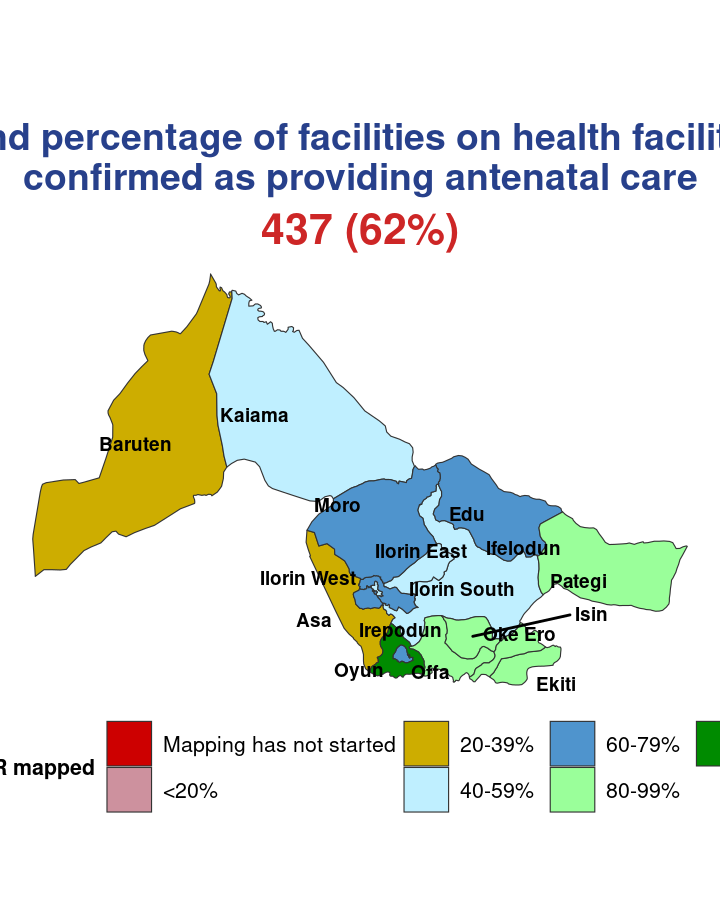 nd percentage of facilities on health facilit
confirmed as providing antenatal care
437 (62%)
Kaiama
Baruten
Moro
Edu
Ilorin East
Ifelodun
Ilorin West
Ilorin South
Pategi
Asa
Isin
Irepodun
Oke Ero
Oyun
Offa
Ekiti
R mapped
Mapping has not started
20-39%
60-79%
<20%
40-59%
80-99%